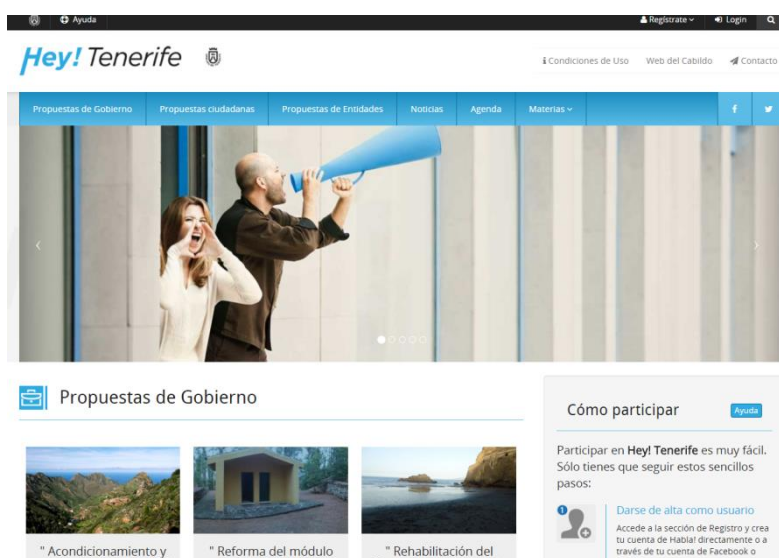 Ayuda
Regístrate
Login
Hey! Tenerife
Condiciones de Uso
Web del Cabildo
Contacto
Propuestas de Gobierno
Propuestas ciudadanas
Propuestas de Entidades
Noticias
Agenda
Materias
Propuestas de Gobierno
" Acondicionamiento y
" Reforma del módulo
" Rehabilitación del
Cómo participar
Ayuda
Participar en Hey! Tenerife es muy fácil.
Sólo tienes que seguir estos sencillos
pasos:
1
Darse de alta como usuario
Accede a la sección de Registro y crea
tu cuenta de Habla! directamente o a
través de tu cuenta de Facebook o